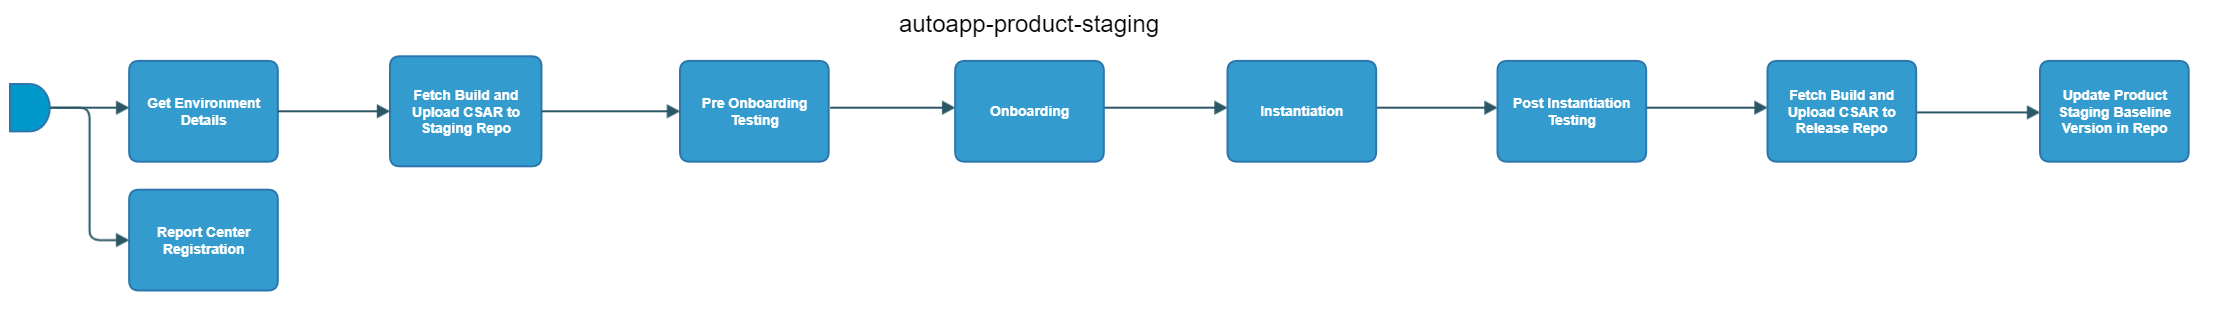 autoapp-product-staging
Get Environment
Details
Fetch Build and
Upload CSAR to
Staging Repo
Pre Onboarding
Testing
Onboarding
Instantiation
Post Instantiation
Testing
Fetch Build and
Upload CSAR to
Release Repo
Update Product
Staging Baseline
Version in Repo
Report Center
Registration